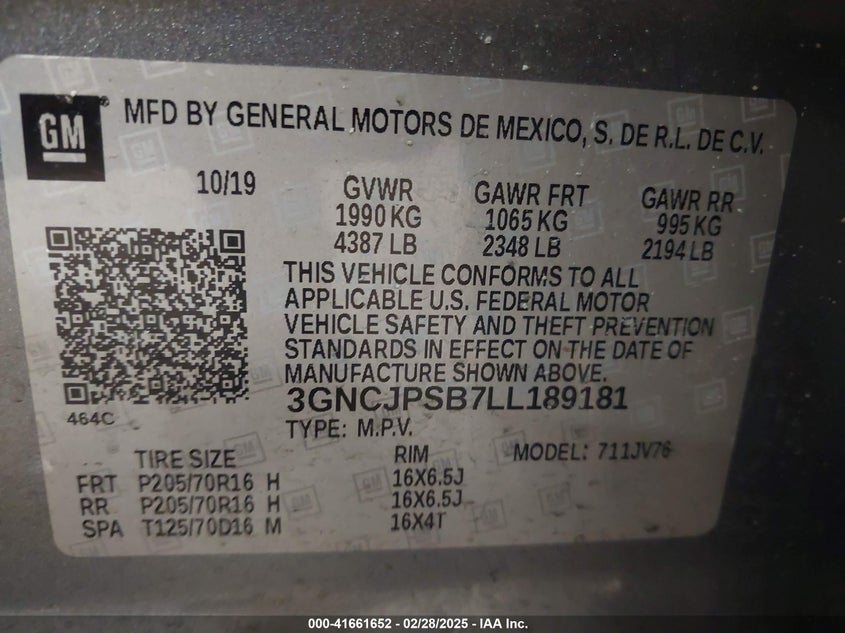 GM
MFD BY GENERAL MOTORS DE MEXICO, S. DE R.L. DE C.V.
10/19 GVWR GAWR FRT GAWR RR
1990 KG 1065 KG 995 KG
4387 LB 2348 LB 2194 LB
THIS VEHICLE CONFORMS TO ALL
APPLICABLE U.S. FEDERAL MOTOR
VEHICLE SAFETY AND THEFT PREVENTION
STANDARDS IN EFFECT ON THE DATE OF
MANUFACTURE SHOWN ABOVE.
464C
3GNCJPSB7LL189181
TYPE: M.P.V.
TIRE SIZE RIM MODEL: 711JV76
FRT P205/70R16 H 16X6.5J
RR P205/70R16 H 16X6.5J
SPA T125/70D16 M 16X4T
000-41661652 - 02/28/2025 - IAA Inc.